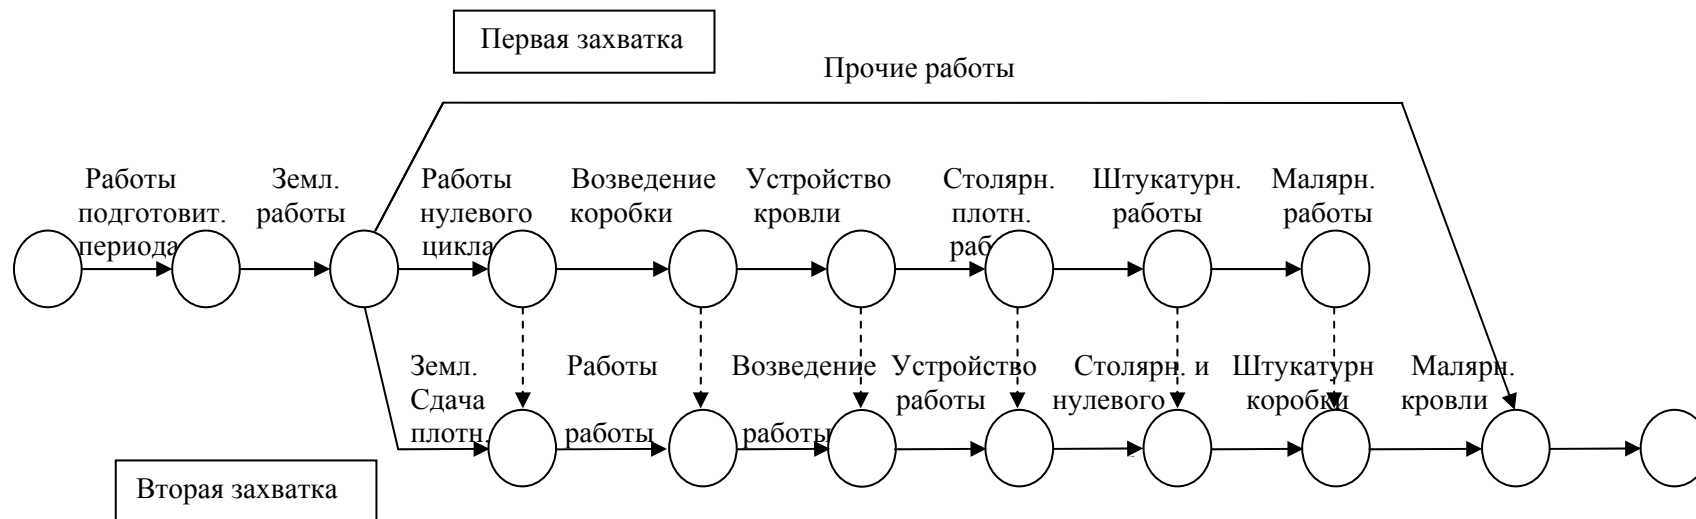 Первая захватка
Прочие работы
Работы
подготовит.
периода
Земл.
работы
Работы
нулевого
цикла
Возведение
коробки
Устройство
кровли
Столярн.
плотн.
Штукатурн.
работы
Малярн.
работы
Земл. Работы Возведение Устройство Столярн. и Штукатурн Малярн.
Сдача работы нулевого коробки кровли
плотн. работы работы
Вторая захватка